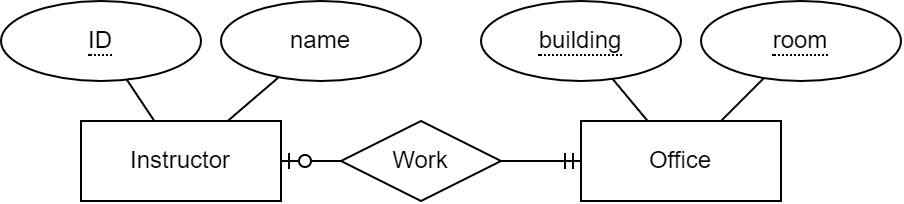 ID
name
building
room
Instructor
Work
Office